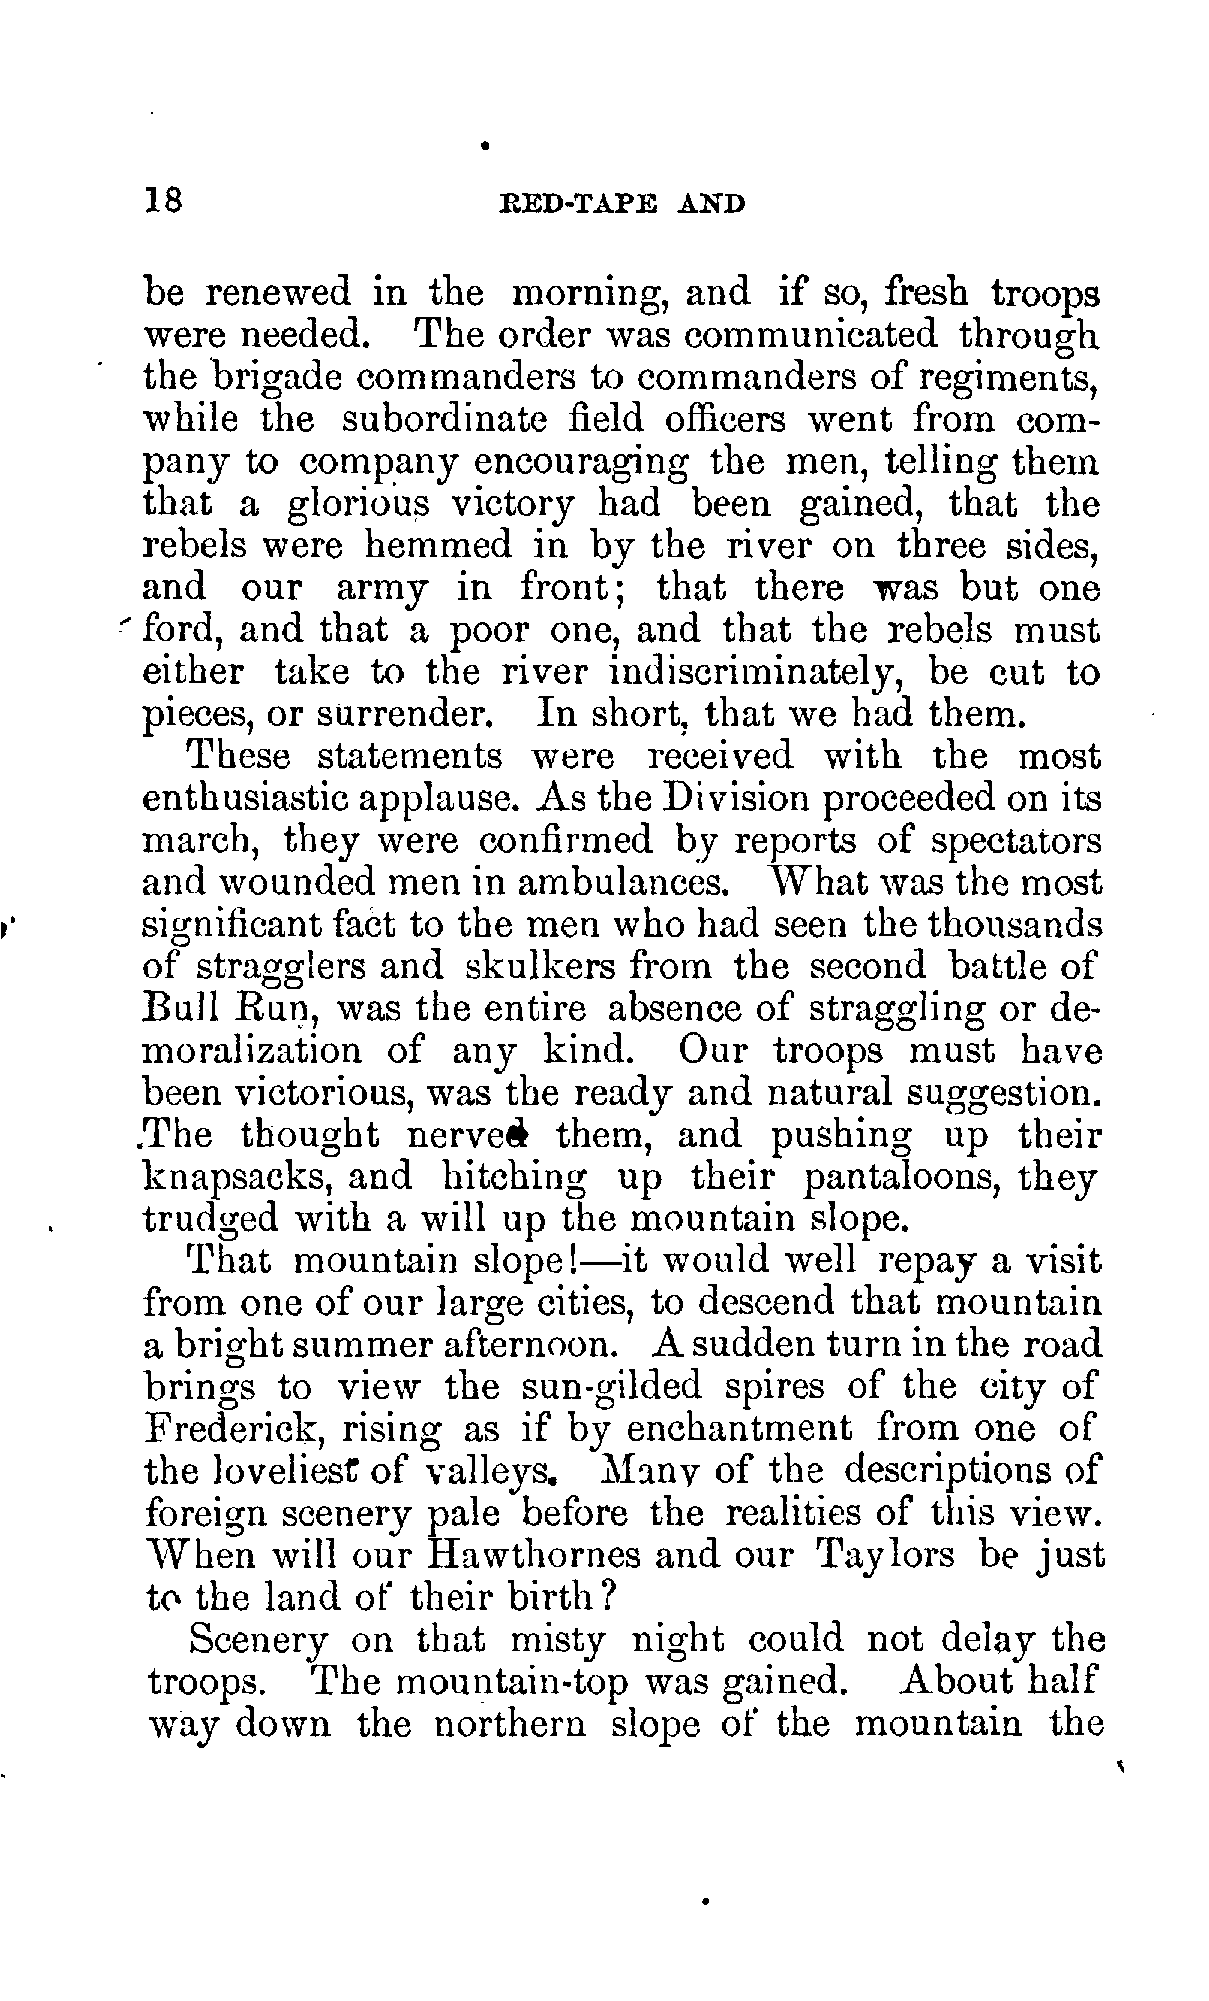 18 RED-TAPE AND
be renewed in the morning, and if so, fresh troops
were needed. The order was communicated through
the brigade commanders to commanders of regiments,
while the subordinate field officers went from com-
pany to company encouraging the men, telling them
that a glorious victory had been gained, that the
rebels were hemmed in by the river on three sides,
and our army in front; that there was but one
ford, and that a poor one, and that the rebels must
either take to the river indiscriminately, be cut to
pieces, or surrender. In short, that we had them.
These statements were received with the most
enthusiastic applause. As the Division proceeded on its
march, they were confirmed by reports of spectators
and wounded men in ambulances. What was the most
significant fact to the men who had seen the thousands
of stragglers and skulkers from the second battle of
Bull Run, was the entire absence of straggling or de-
moralization of any kind. Our troops must have
been victorious, was the ready and natural suggestion.
The thought nerved them, and pushing up their
knapsacks, and hitching up their pantaloons, they
trudged with a will up the mountain slope.
That mountain slope!—it would well repay a visit
from one of our large cities, to descend that mountain
a bright summer afternoon. A sudden turn in the road
brings to view the sun-gilded spires of the city of
Frederick, rising as if by enchantment from one of
the loveliest of valleys. Many of the descriptions of
foreign scenery pale before the realities of this view.
When will our Hawthornes and our Taylors be just
to the land of their birth?
Scenery on that misty night could not delay the
troops. The mountain-top was gained. About half
way down the northern slope of the mountain the